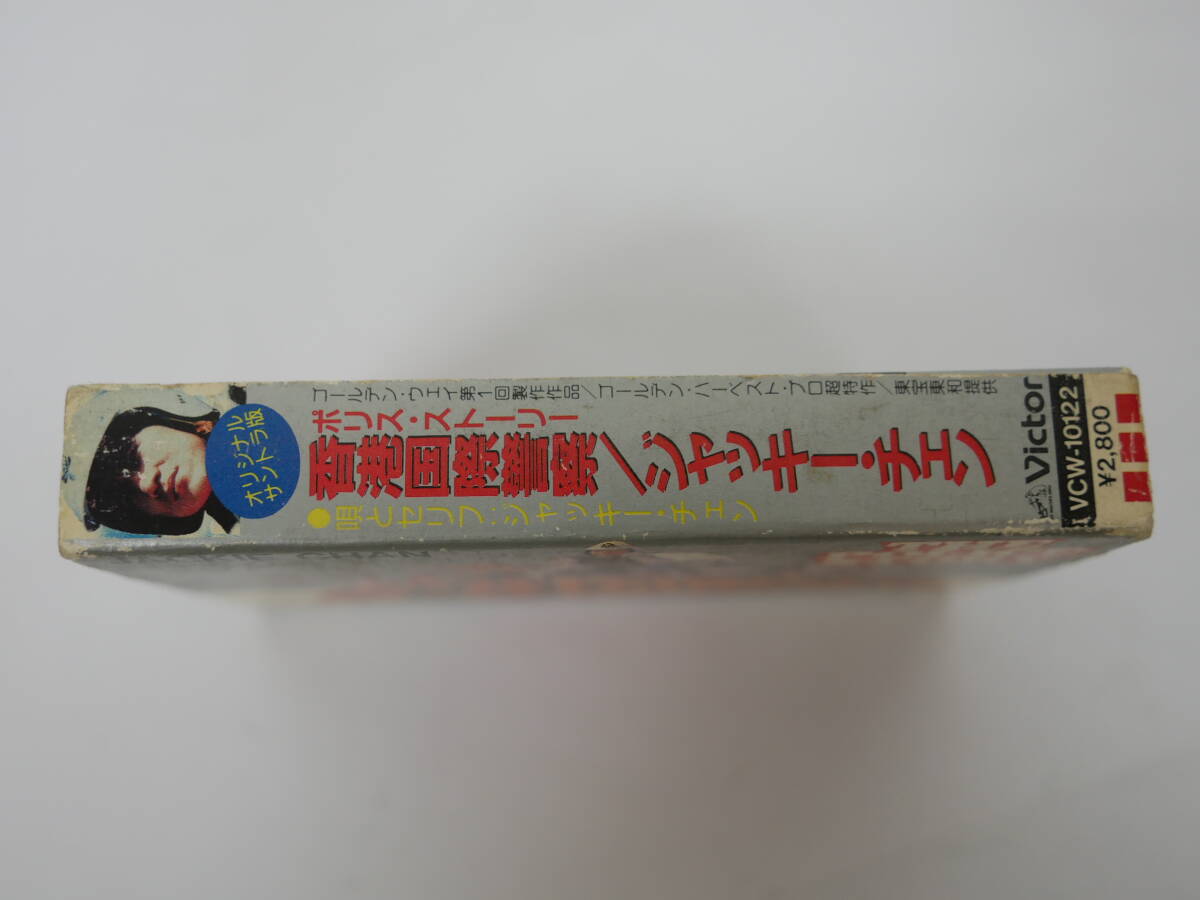 オリジナル
サントラ版
ゴールデン・ウェイ第1回製作作品／ゴールデン・ハーベスト・プロ超特作／東宝東和提供
ポリス・ストーリー
香港国際警察／ジャッキー・チェン
●唄とセリフ：ジャッキー・チェン
Victor
VCW-10122
¥2,800
CHAN